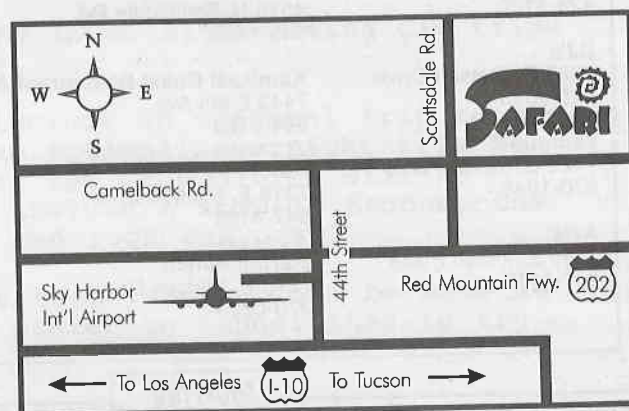 N
W E
S
Scottsdale Rd.
SAFARI
Camelback Rd.
44th Street
Sky Harbor
Int'l Airport
Red Mountain Fwy. 202
To Los Angeles I-10 To Tucson